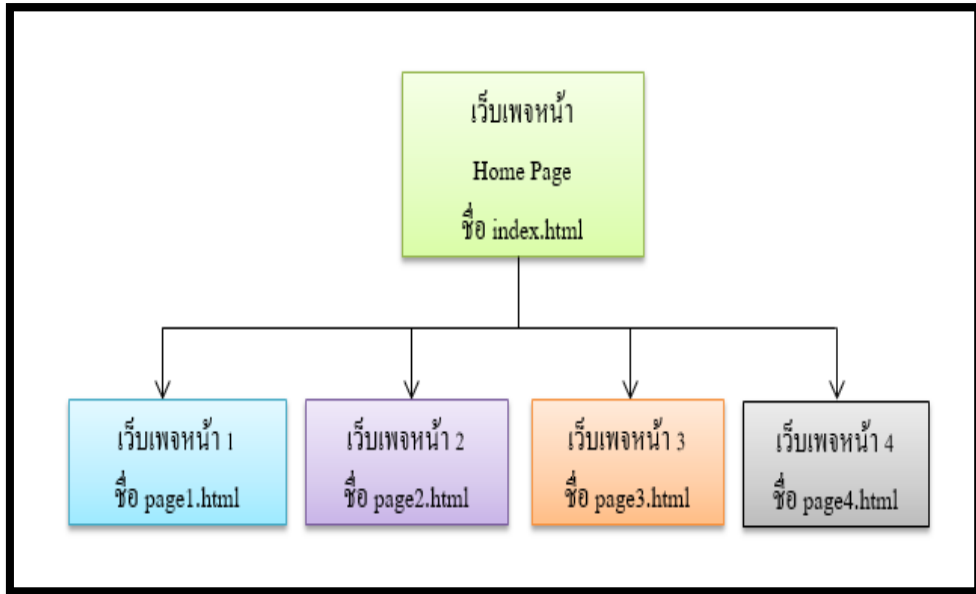 เว็บเพจหน้า
Home Page
ชื่อ index.html
เว็บเพจหน้า 1
ชื่อ page1.html
เว็บเพจหน้า 2
ชื่อ page2.html
เว็บเพจหน้า 3
ชื่อ page3.html
เว็บเพจหน้า 4
ชื่อ page4.html